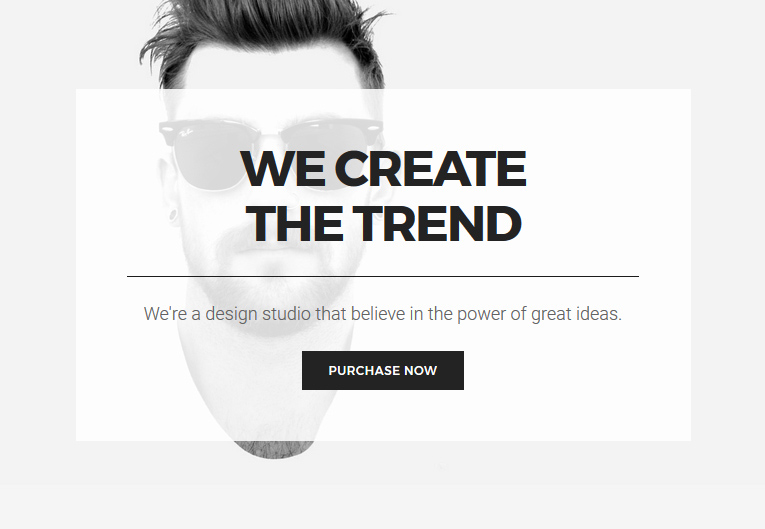 WE CREATE
THE TREND
We're a design studio that believe in the power of great ideas.
PURCHASE NOW